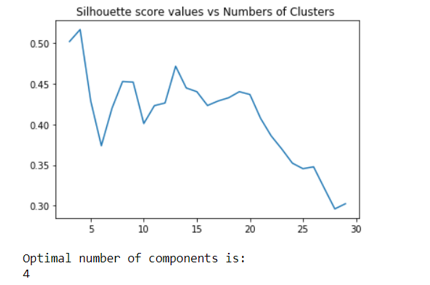 Silhouette score values vs Numbers of Clusters
0.50
0.45
0.40
0.35
0.30
5 10 15 20 25 30
Optimal number of components is:
4